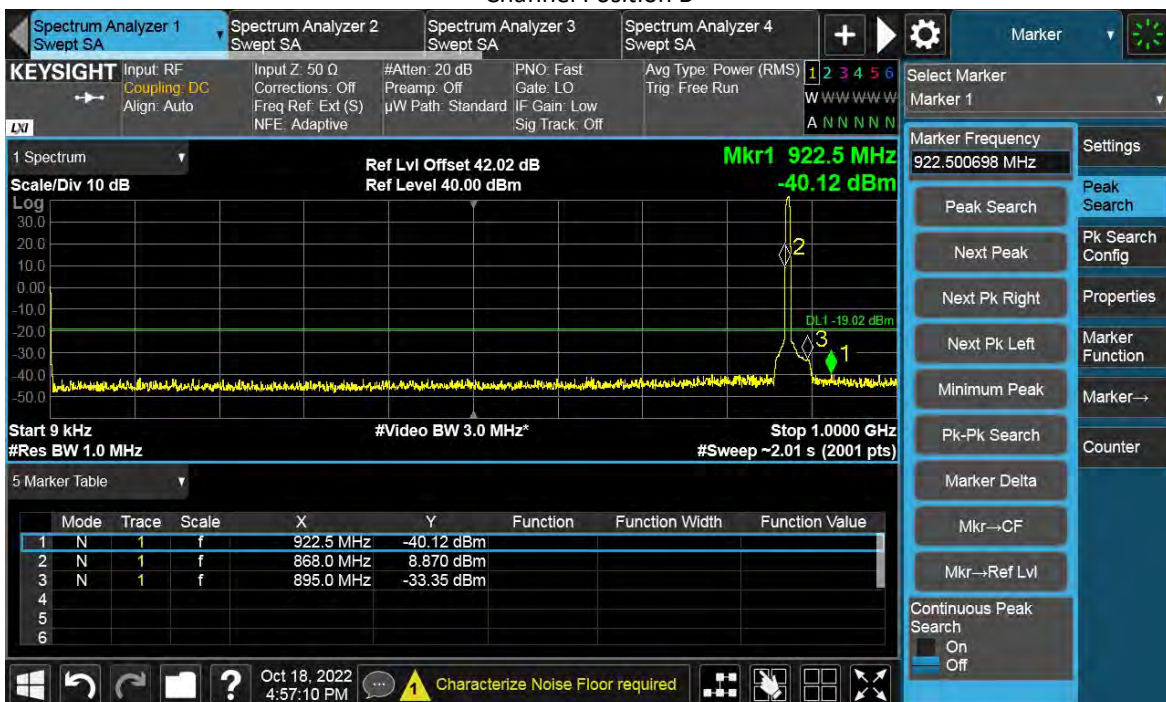 Channel Position B
Spectrum Analyzer 1
Swept SA
Spectrum Analyzer 2
Swept SA
Spectrum Analyzer 3
Swept SA
Spectrum Analyzer 4
Swept SA
+
Marker
KEYSIGHT
LXI
Input: RF
Coupling: DC
Align: Auto
Input Z: 50 Ω
Corrections: Off
Freq Ref: Ext (S)
NFE: Adaptive
#Atten: 20 dB
Preamp: Off
µW Path: Standard
PNO: Fast
Gate: LO
IF Gain: Low
Sig Track: Off
Avg Type: Power (RMS)
Trig: Free Run
1 2 3 4 5 6
W W W W W W
A N N N N N
Select Marker
Marker 1
1 Spectrum
Scale/Div 10 dB
Ref Lvl Offset 42.02 dB
Ref Level 40.00 dBm
Mkr1 922.5 MHz
-40.12 dBm
Log
30.0
20.0
10.0
0.00
-10.0
-20.0
-30.0
-40.0
-50.0
2
DL1 -19.02 dBm
3
1
Start 9 kHz
#Res BW 1.0 MHz
#Video BW 3.0 MHz*
Stop 1.0000 GHz
#Sweep ~2.01 s (2001 pts)
5 Marker Table
Mode Trace Scale X Y Function Function Width Function Value
1 N 1 f 922.5 MHz -40.12 dBm
2 N 1 f 868.0 MHz 8.870 dBm
3 N 1 f 895.0 MHz -33.35 dBm
4
5
6
Marker Frequency
922.500698 MHz
Peak Search
Next Peak
Next Pk Right
Next Pk Left
Minimum Peak
Pk-Pk Search
Marker Delta
Mkr→CF
Mkr→Ref Lvl
Continuous Peak
Search
On
Off
Settings
Peak
Search
Pk Search
Config
Properties
Marker
Function
Marker→
Counter
?
Oct 18, 2022
4:57:10 PM
1
Characterize Noise Floor required